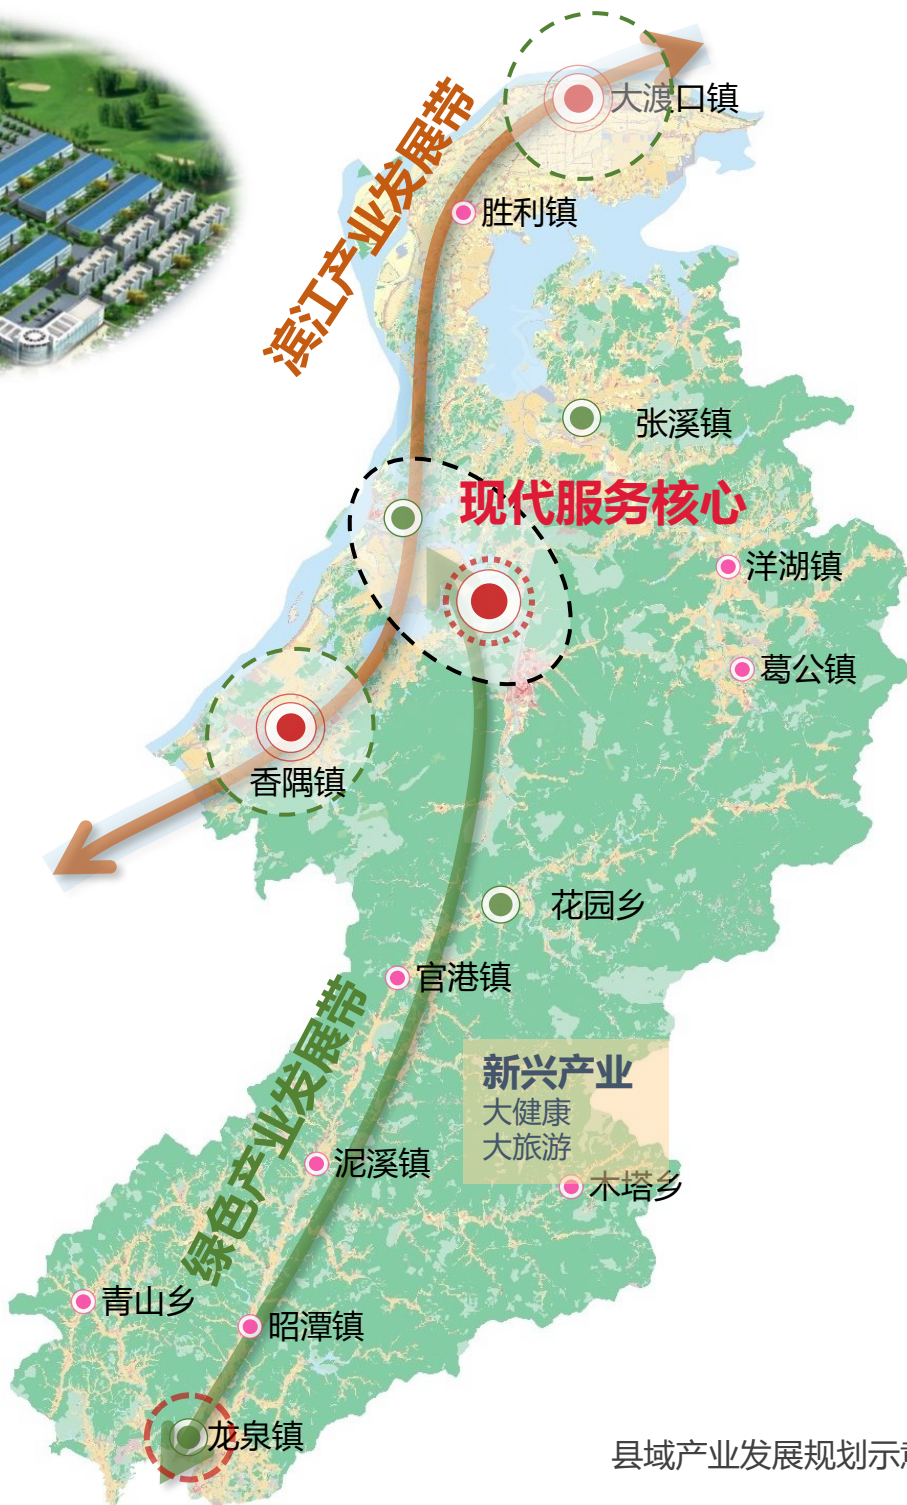 大渡口镇
滨江产业发展带
胜利镇
张溪镇
现代服务核心
洋湖镇
葛公镇
香隅镇
花园乡
官港镇
绿色产业发展带
新兴产业
大健康
大旅游
泥溪镇
木塔乡
青山乡
昭潭镇
龙泉镇
县域产业发展规划示意